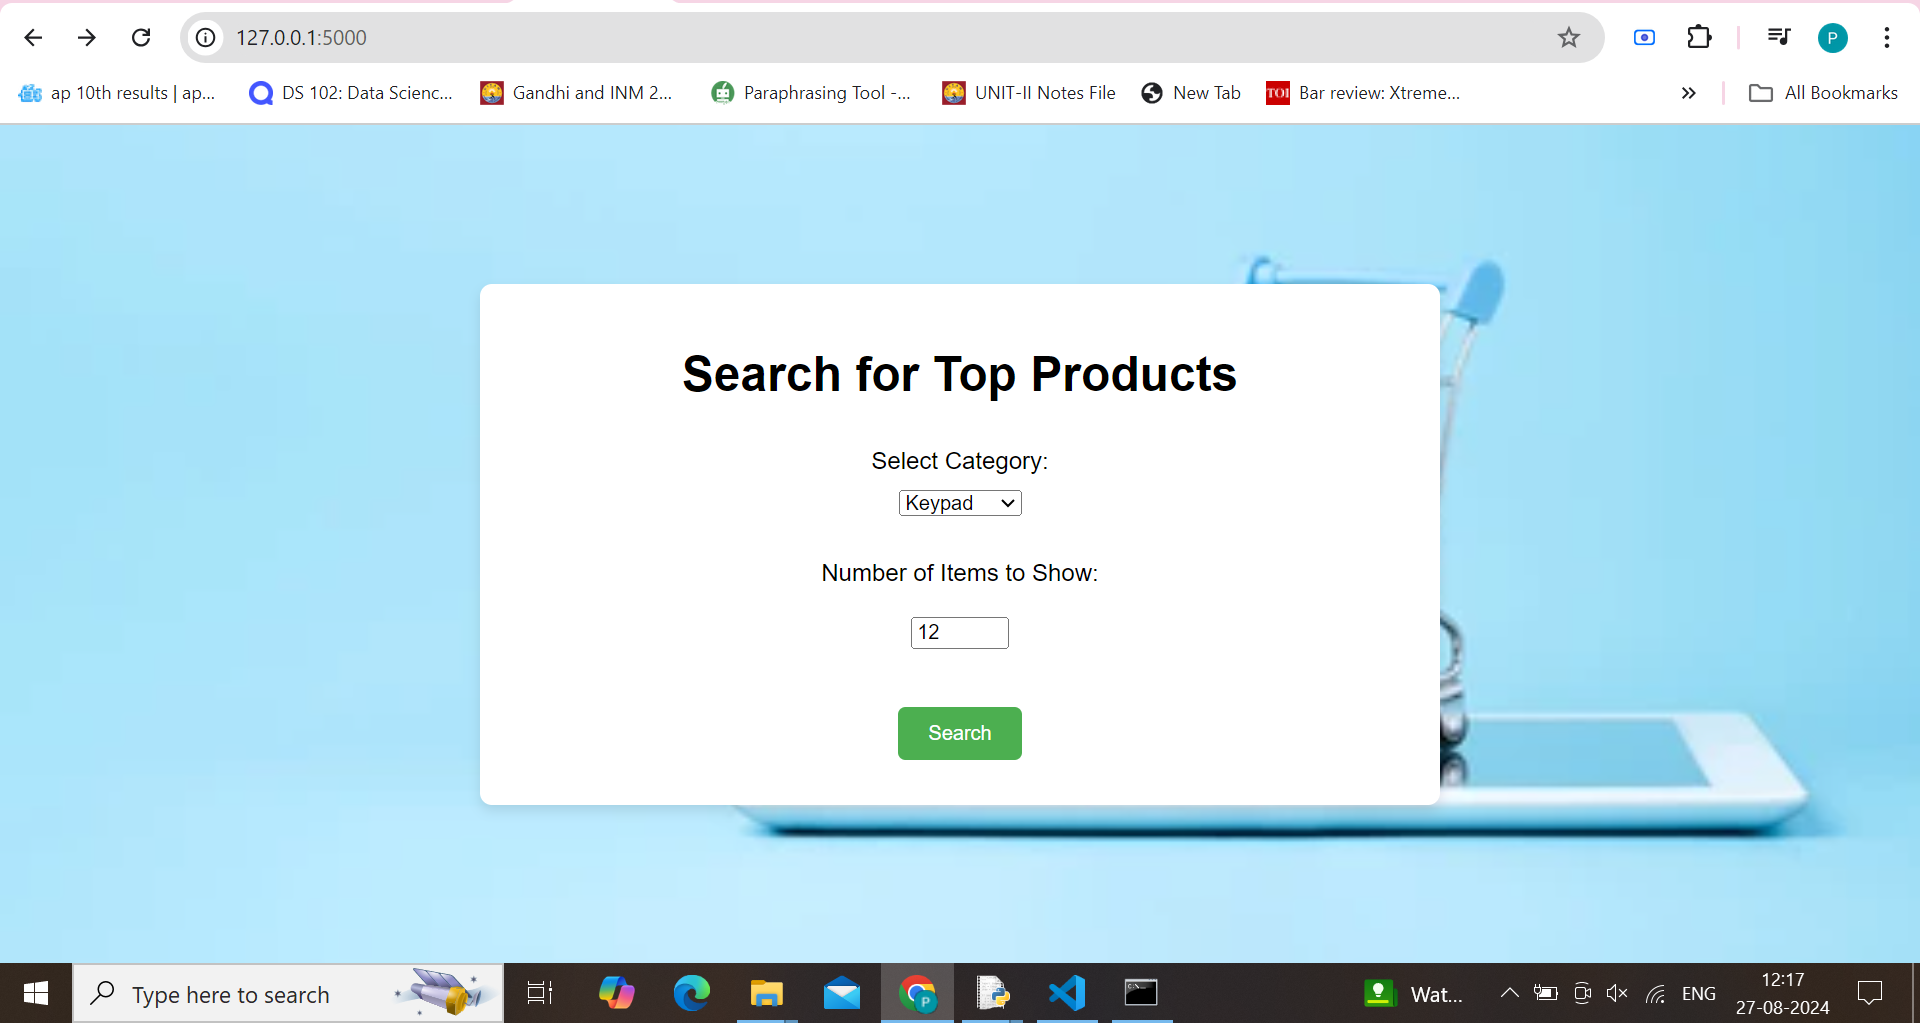 127.0.0.1:5000
ap 10th results | ap... DS 102: Data Scienc... Gandhi and INM 2... Paraphrasing Tool -... UNIT-II Notes File New Tab TOI Bar review: Xtreme... All Bookmarks
Search for Top Products
Select Category:
Keypad
Number of Items to Show:
12
Search
Type here to search
Wat...
ENG
12:17
27-08-2024
P
P